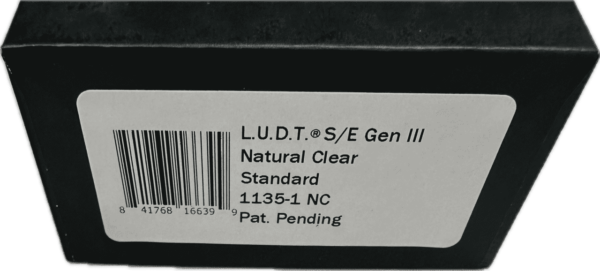 L.U.D.T.® S/E Gen III
Natural Clear
Standard
1135-1 NC
Pat. Pending
8 41768 16639 9